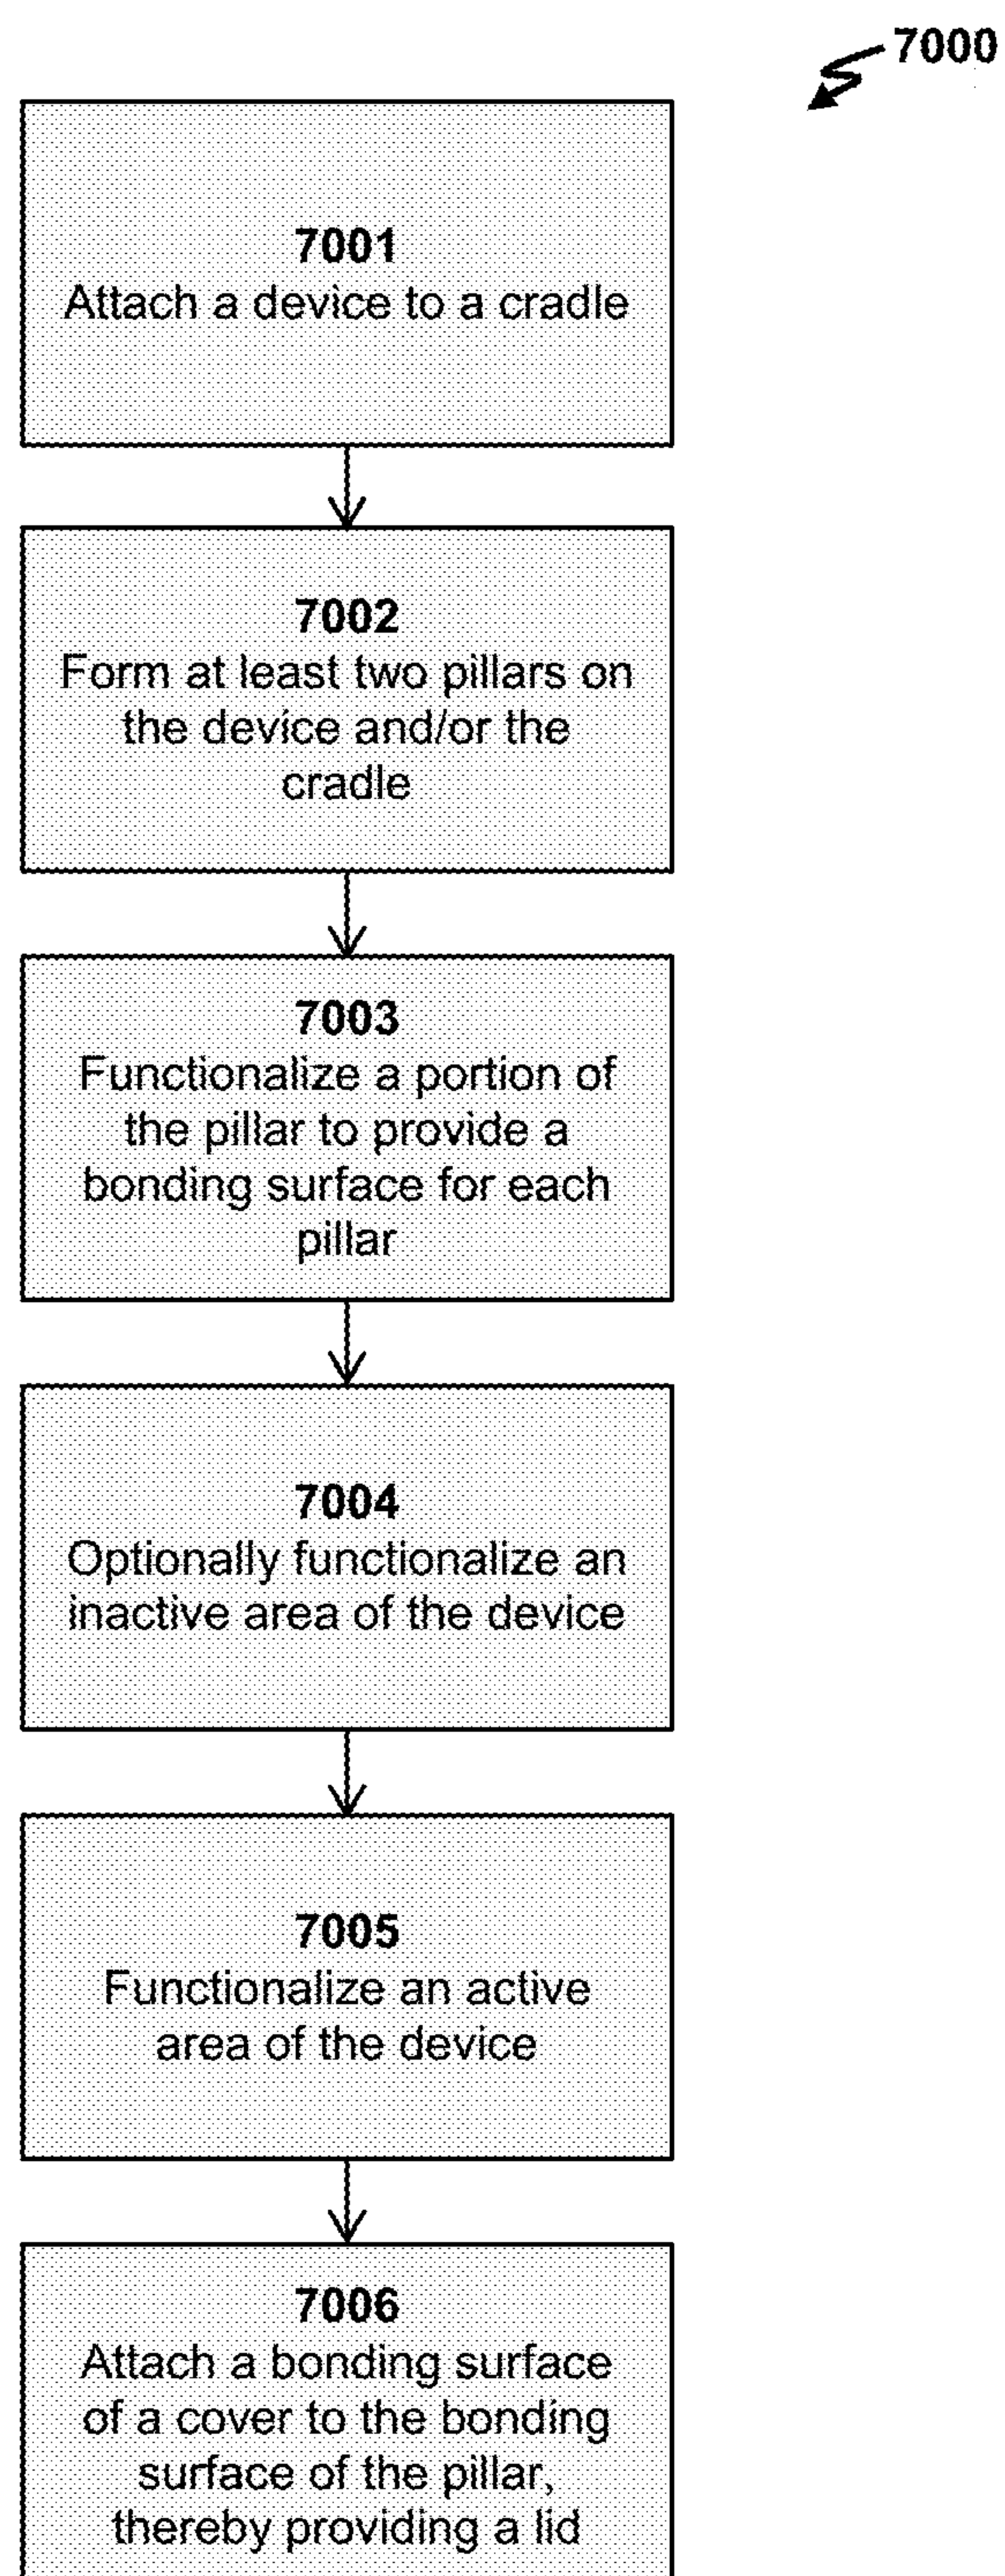 7000
7001
Attach a device to a cradle
7002
Form at least two pillars on
the device and/or the
cradle
7003
Functionalize a portion of
the pillar to provide a
bonding surface for each
pillar
7004
Optionally functionalize an
inactive area of the device
7005
Functionalize an active
area of the device
7006
Attach a bonding surface
of a cover to the bonding
surface of the pillar,
thereby providing a lid